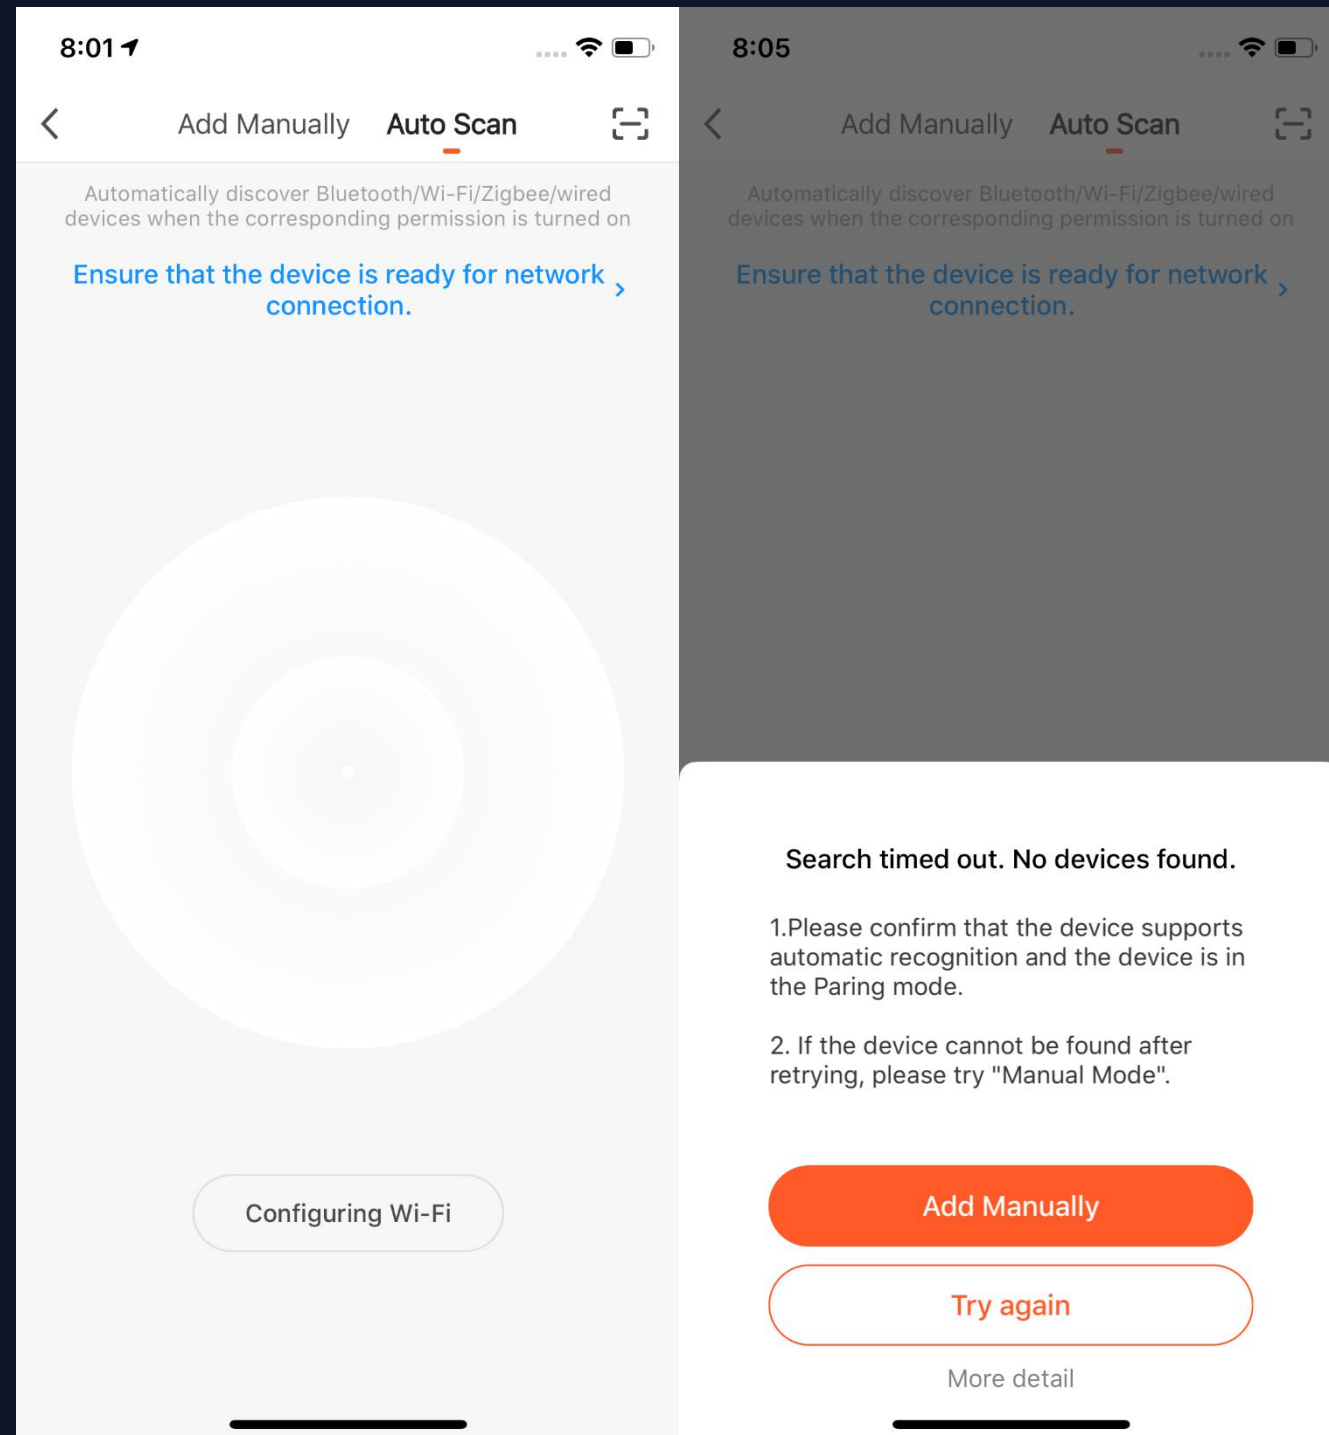 8:01
Add Manually Auto Scan
Automatically discover Bluetooth/Wi-Fi/Zigbee/wired
devices when the corresponding permission is turned on
Ensure that the device is ready for network
connection.
Configuring Wi-Fi
8:05
Add Manually Auto Scan
Automatically discover Bluetooth/Wi-Fi/Zigbee/wired
devices when the corresponding permission is turned on
Ensure that the device is ready for network
connection.
Search timed out. No devices found.
1.Please confirm that the device supports
automatic recognition and the device is in
the Paring mode.
2. If the device cannot be found after
retrying, please try "Manual Mode".
Add Manually
Try again
More detail